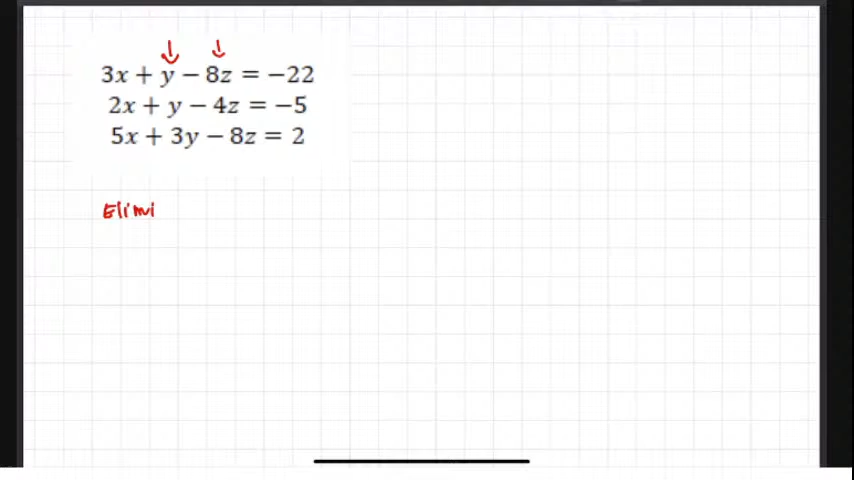 3x + y − 8z = −22
2x + y − 4z = −5
5x + 3y − 8z = 2
Elimi